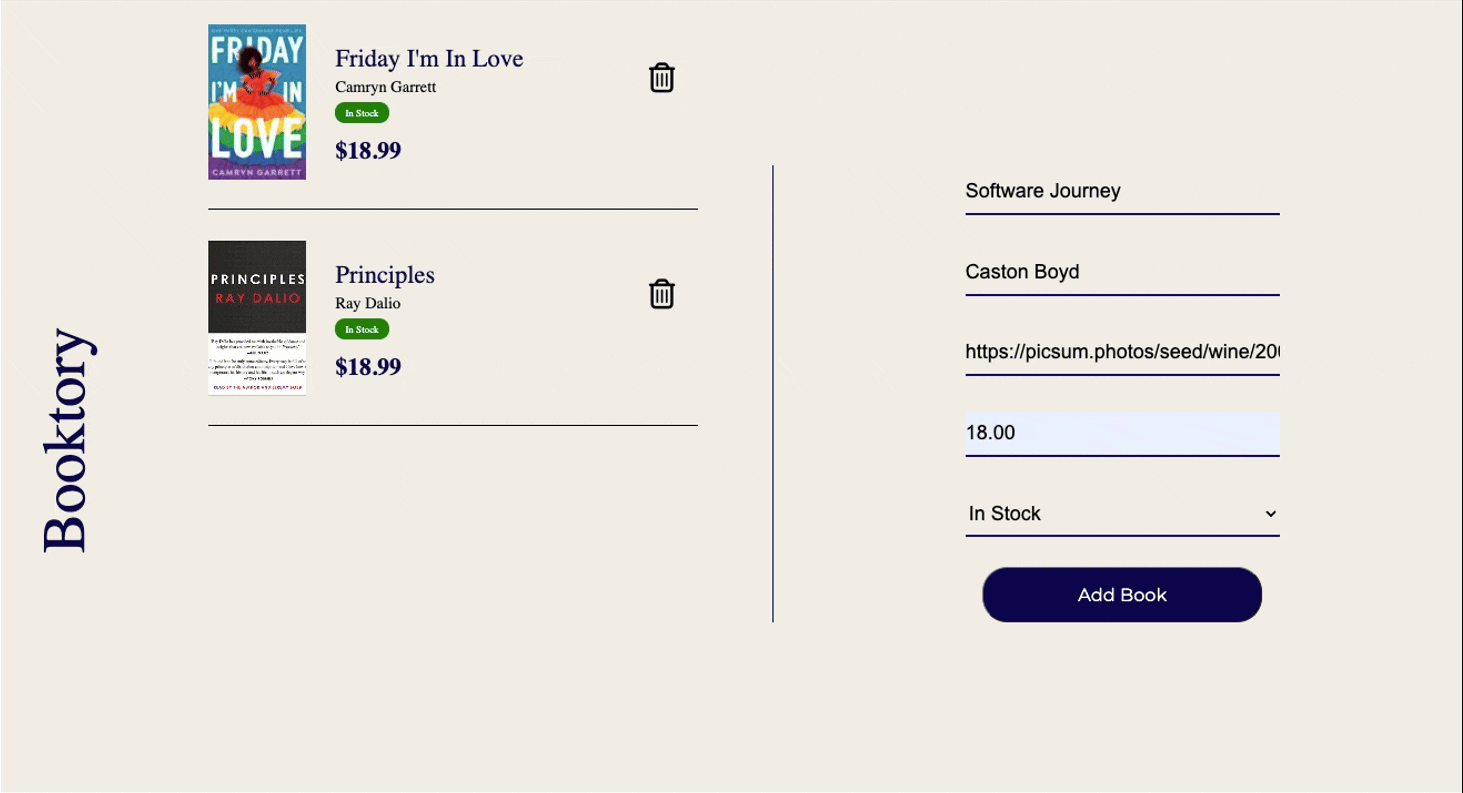 Booktory
FRIDAY
I'M IN
LOVE
CAMRYN GARRETT
Friday I'm In Love
Camryn Garrett
In Stock
$18.99
PRINCIPLES
RAY DALIO
Principles
Ray Dalio
In Stock
$18.99
Software Journey
Caston Boyd
https://picsum.photos/seed/wine/20
18.00
In Stock
Add Book